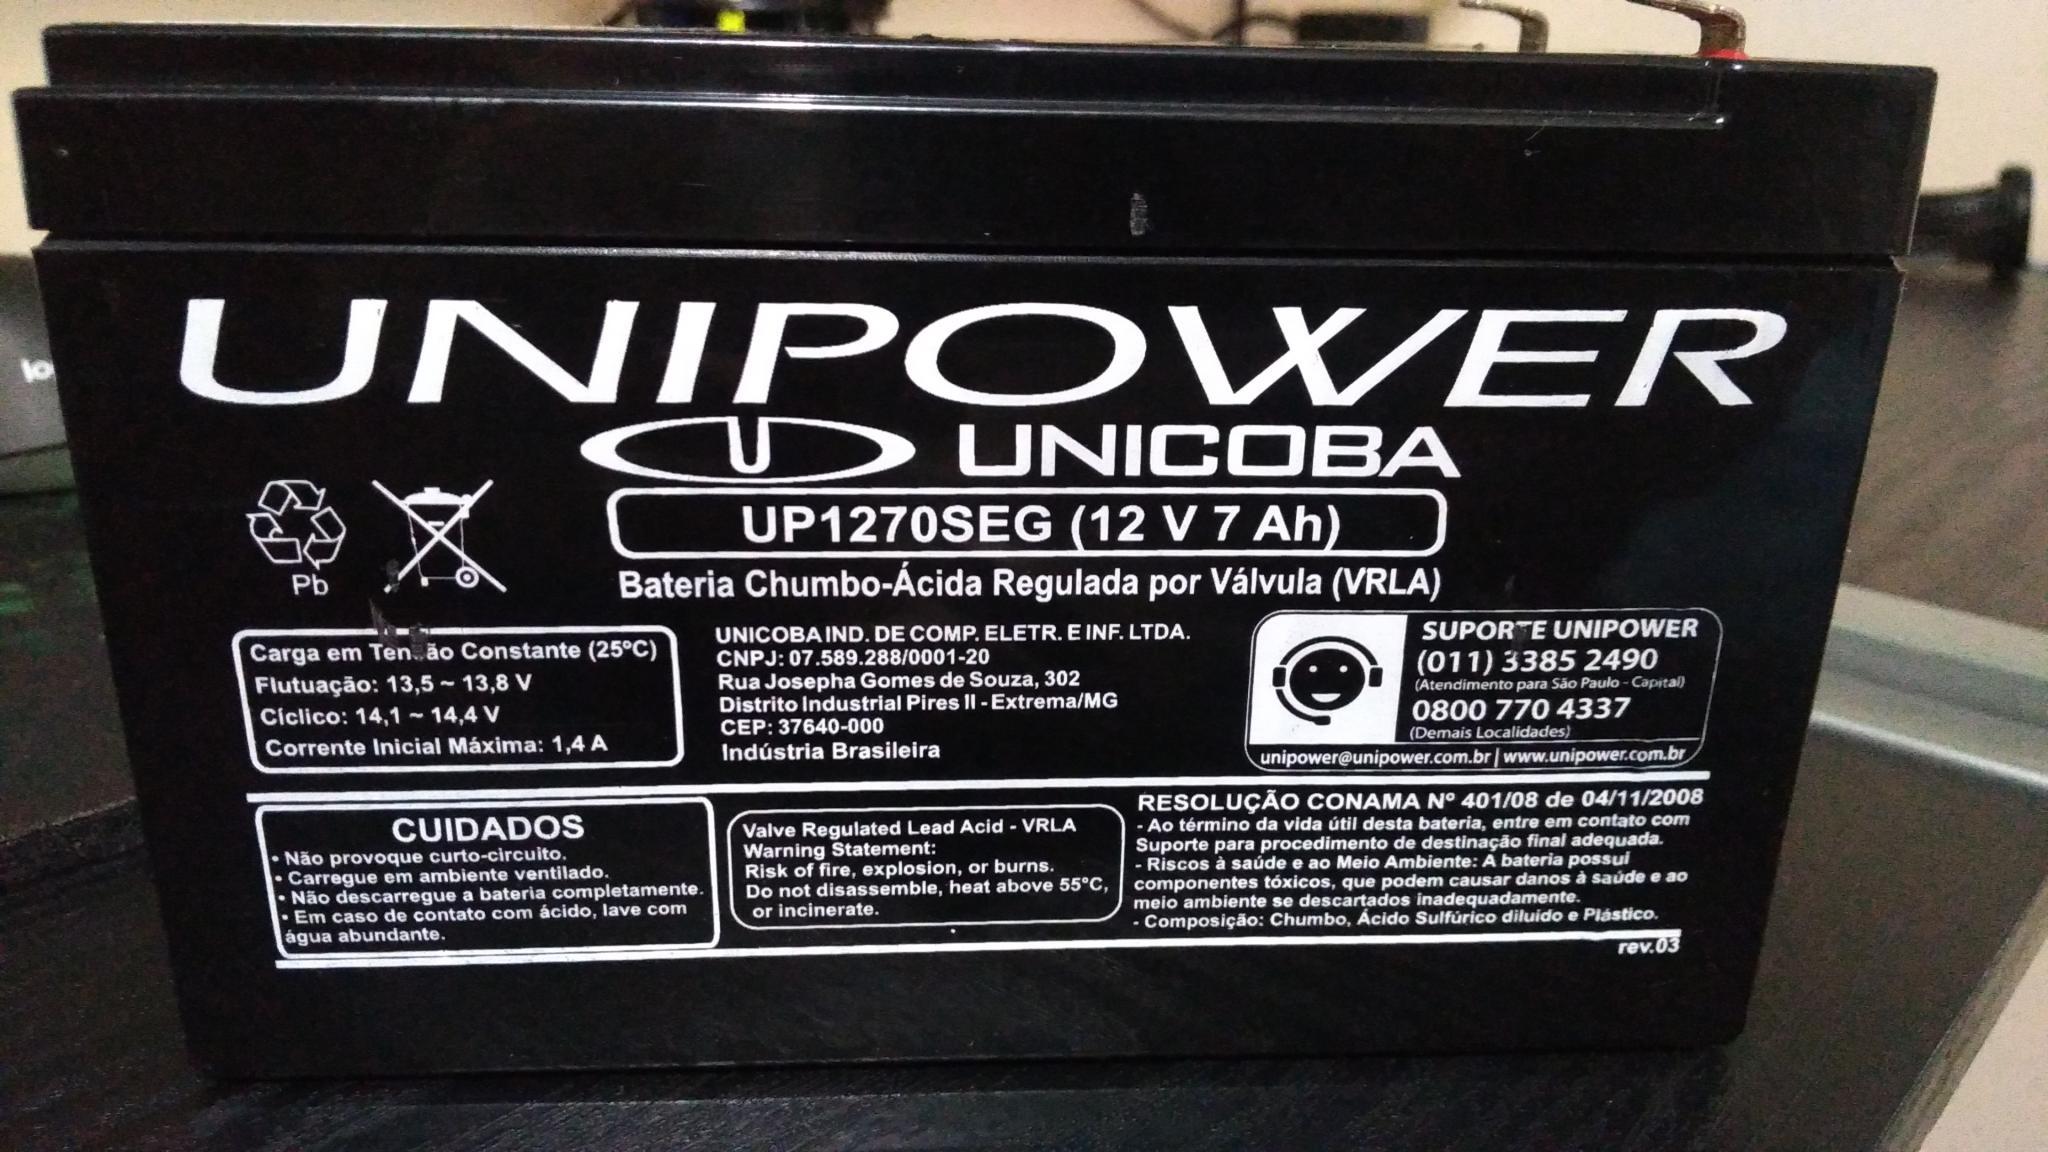 UNIPOWER
UNICOBA
UP1270SEG (12 V 7 Ah)
Bateria Chumbo-Ácida Regulada por Válvula (VRLA)
Pb
Carga em Tensão Constante (25ºC)
Flutuação: 13,5 ~ 13,8 V
Cíclico: 14,1 ~ 14,4 V
Corrente Inicial Máxima: 1,4 A
UNICOBA IND. DE COMP. ELETR. E INF. LTDA.
CNPJ: 07.589.288/0001-20
Rua Josepha Gomes de Souza, 302
Distrito Industrial Pires II - Extrema/MG
CEP: 37640-000
Indústria Brasileira
SUPORTE UNIPOWER
(011) 3385 2490
(Atendimento para São Paulo - Capital)
0800 770 4337
(Demais Localidades)
unipower@unipower.com.br | www.unipower.com.br
CUIDADOS
• Não provoque curto-circuito.
• Carregue em ambiente ventilado.
• Não descarregue a bateria completamente.
• Em caso de contato com ácido, lave com
água abundante.
Valve Regulated Lead Acid - VRLA
Warning Statement:
Risk of fire, explosion, or burns.
Do not disassemble, heat above 55ºC,
or incinerate.
RESOLUÇÃO CONAMA Nº 401/08 de 04/11/2008
- Ao término da vida útil desta bateria, entre em contato com
Suporte para procedimento de destinação final adequada.
- Riscos à saúde e ao Meio Ambiente: A bateria possui
componentes tóxicos, que podem causar danos à saúde e ao
meio ambiente se descartados inadequadamente.
- Composição: Chumbo, Ácido Sulfúrico diluído e Plástico.
rev.03